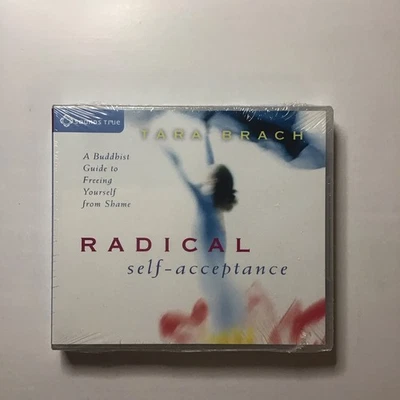 sounds true
TARA BRACH
A Buddhist
Guide to
Freeing
Yourself
from Shame
RADICAL
self-acceptance